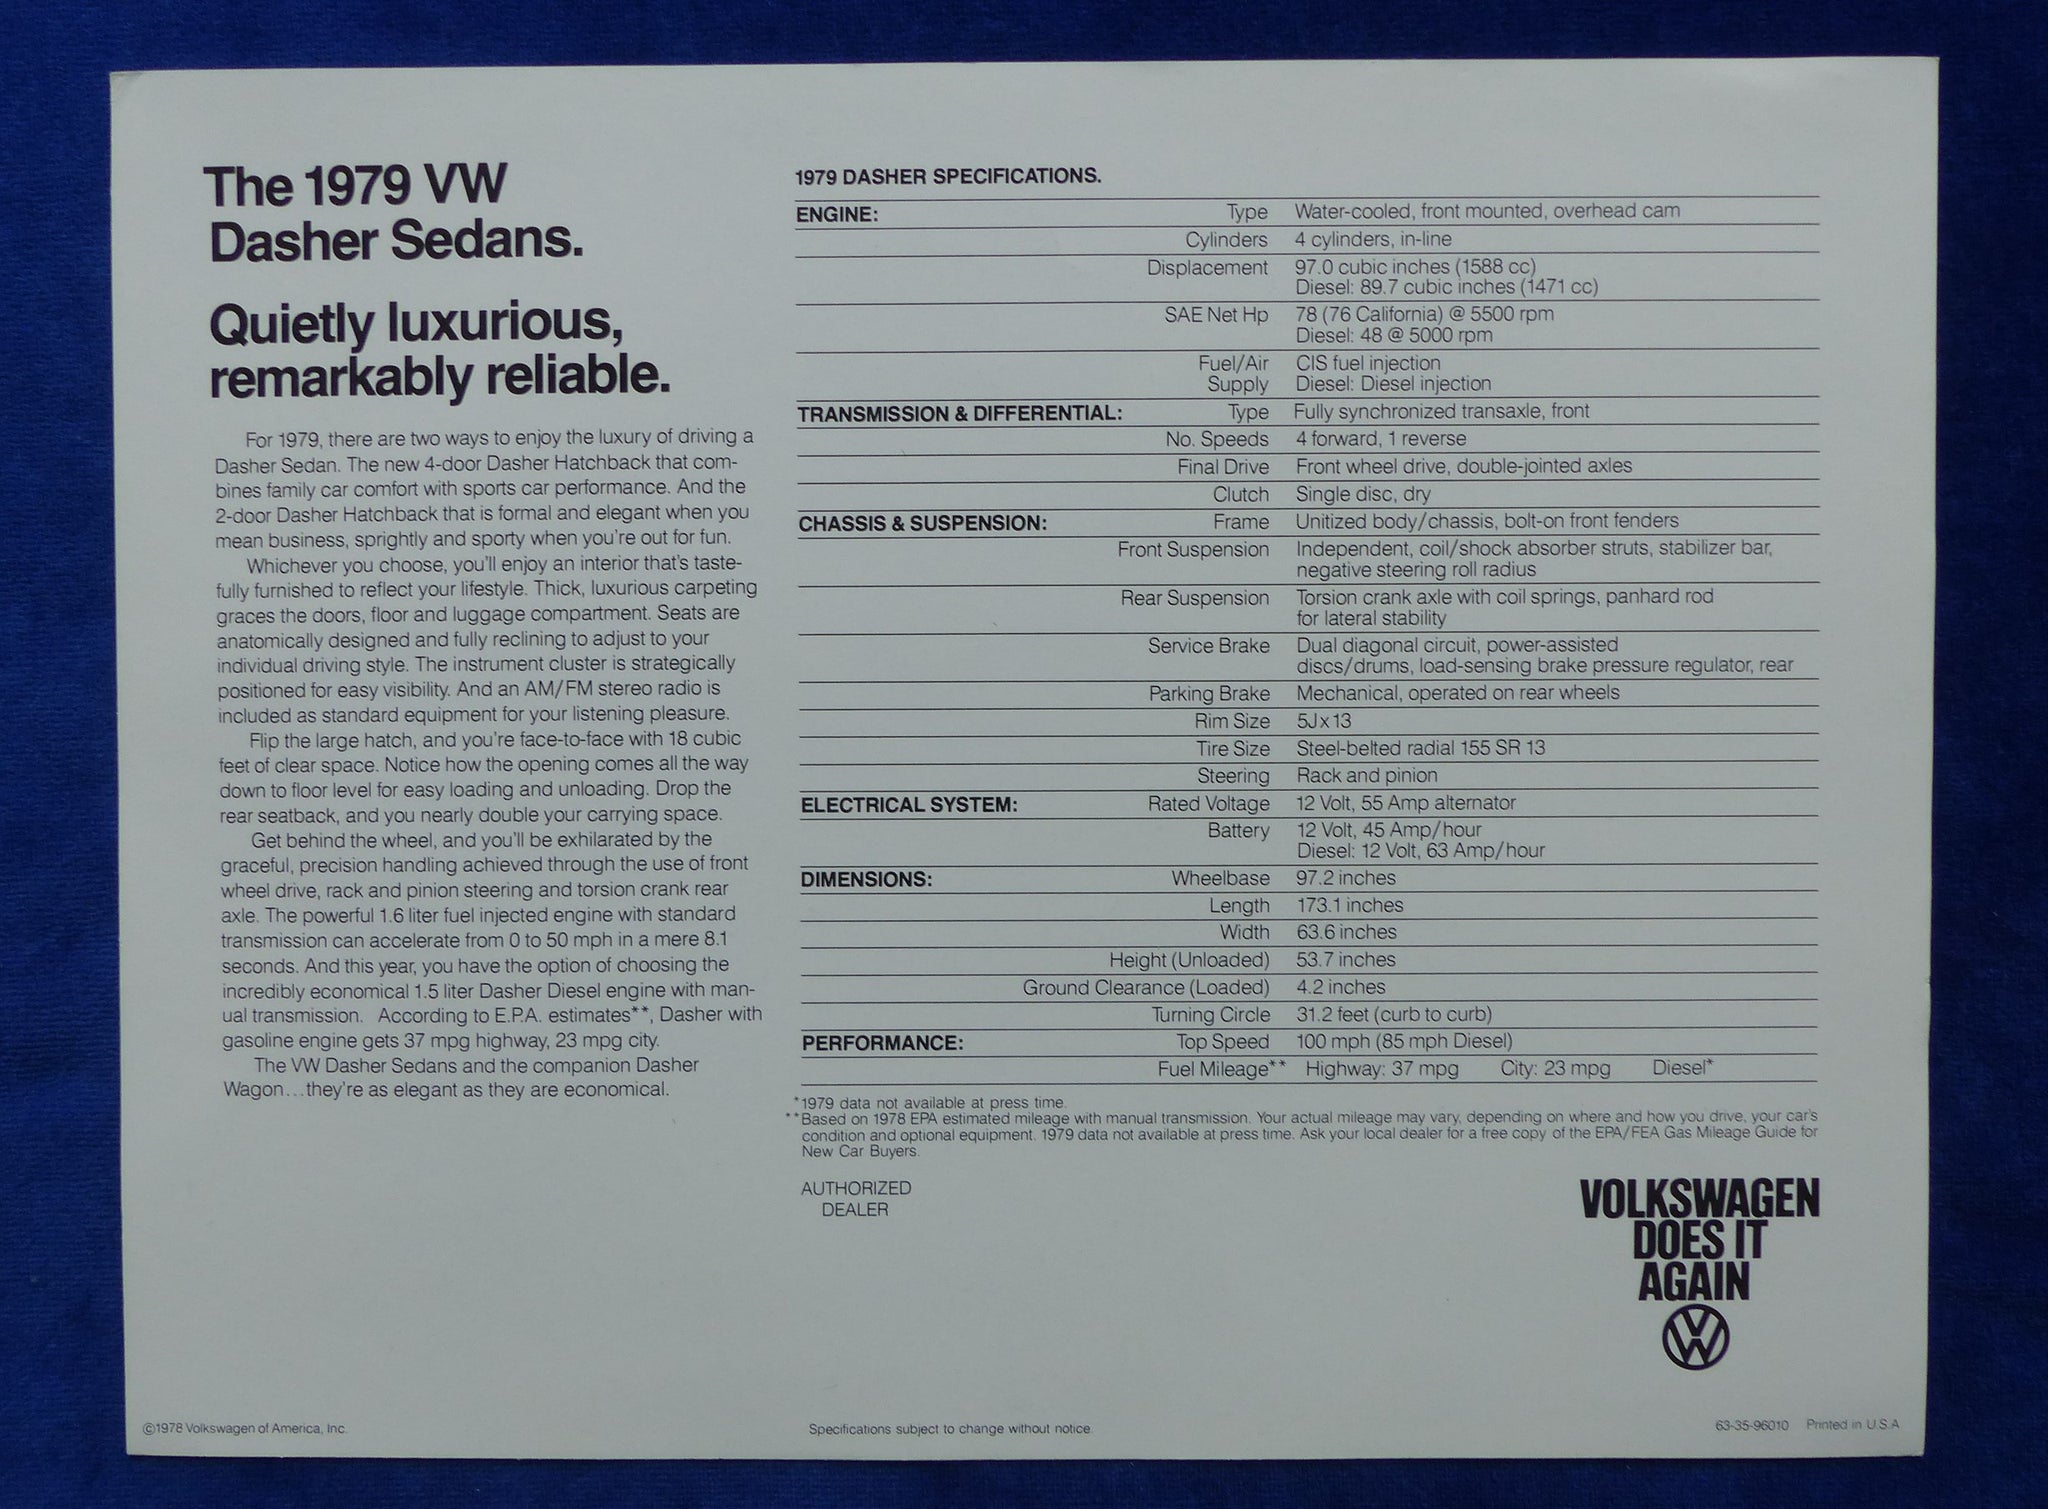 The 1979 VW
Dasher Sedans.
Quietly luxurious,
remarkably reliable.
For 1979, there are two ways to enjoy the luxury of driving a
Dasher Sedan. The new 4-door Dasher Hatchback that com-
bines family car comfort with sports car performance. And the
2-door Dasher Hatchback that is formal and elegant when you
mean business, sprightly and sporty when you're out for fun.
Whichever you choose, you'll enjoy an interior that's taste-
fully furnished to reflect your lifestyle. Thick, luxurious carpeting
graces the doors, floor and luggage compartment. Seats are
anatomically designed and fully reclining to adjust to your
individual driving style. The instrument cluster is strategically
positioned for easy visibility. And an AM/FM stereo radio is
included as standard equipment for your listening pleasure.
Flip the large hatch, and you're face-to-face with 18 cubic
feet of clear space. Notice how the opening comes all the way
down to floor level for easy loading and unloading. Drop the
rear seatback, and you nearly double your carrying space.
Get behind the wheel, and you'll be exhilarated by the
graceful, precision handling achieved through the use of front
wheel drive, rack and pinion steering and torsion crank rear
axle. The powerful 1.6 liter fuel injected engine with standard
transmission can accelerate from 0 to 50 mph in a mere 8.1
seconds. And this year, you have the option of choosing the
incredibly economical 1.5 liter Dasher Diesel engine with man-
ual transmission. According to E.P.A. estimates**, Dasher with
gasoline engine gets 37 mpg highway, 23 mpg city.
The VW Dasher Sedans and the companion Dasher
Wagon...they're as elegant as they are economical.
1979 DASHER SPECIFICATIONS.
ENGINE: Type Water-cooled, front mounted, overhead cam
Cylinders 4 cylinders, in-line
Displacement 97.0 cubic inches (1588 cc)
Diesel: 89.7 cubic inches (1471 cc)
SAE Net Hp 78 (76 California) @ 5500 rpm
Diesel: 48 @ 5000 rpm
Fuel/Air CIS fuel injection
Supply Diesel: Diesel injection
TRANSMISSION & DIFFERENTIAL: Type Fully synchronized transaxle, front
No. Speeds 4 forward, 1 reverse
Final Drive Front wheel drive, double-jointed axles
Clutch Single disc, dry
CHASSIS & SUSPENSION: Frame Unitized body/chassis, bolt-on front fenders
Front Suspension Independent, coil/shock absorber struts, stabilizer bar,
negative steering roll radius
Rear Suspension Torsion crank axle with coil springs, panhard rod
for lateral stability
Service Brake Dual diagonal circuit, power-assisted
discs/drums, load-sensing brake pressure regulator, rear
Parking Brake Mechanical, operated on rear wheels
Rim Size 5J x 13
Tire Size Steel-belted radial 155 SR 13
Steering Rack and pinion
ELECTRICAL SYSTEM: Rated Voltage 12 Volt, 55 Amp alternator
Battery 12 Volt, 45 Amp/hour
Diesel: 12 Volt, 63 Amp/hour
DIMENSIONS: Wheelbase 97.2 inches
Length 173.1 inches
Width 63.6 inches
Height (Unloaded) 53.7 inches
Ground Clearance (Loaded) 4.2 inches
Turning Circle 31.2 feet (curb to curb)
PERFORMANCE: Top Speed 100 mph (85 mph Diesel)
Fuel Mileage** Highway: 37 mpg City: 23 mpg Diesel*
*1979 data not available at press time.
**Based on 1978 EPA estimated mileage with manual transmission. Your actual mileage may vary, depending on where and how you drive, your car's
condition and optional equipment. 1979 data not available at press time. Ask your local dealer for a free copy of the EPA/FEA Gas Mileage Guide for
New Car Buyers.
AUTHORIZED
DEALER
VOLKSWAGEN
DOES IT
AGAIN
VW
©1978 Volkswagen of America, Inc.
Specifications subject to change without notice.
63-35-96010 Printed in U.S.A